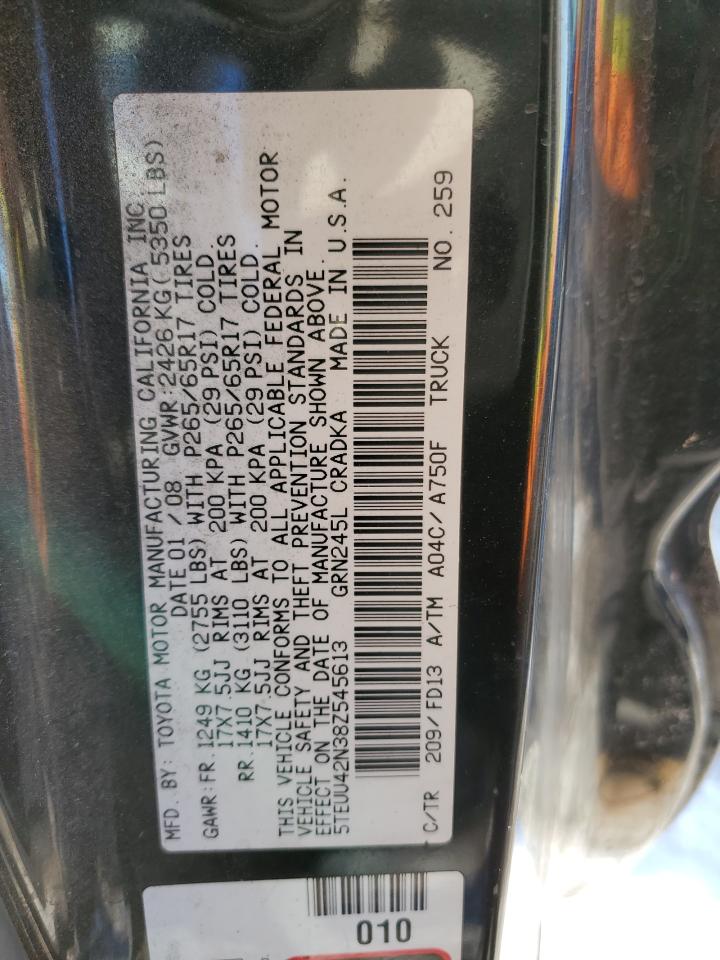 MFD. BY: TOYOTA MOTOR MANUFACTURING CALIFORNIA INC
DATE 01 / 08 GVWR:2426 KG( 5350 LBS)
GAWR:FR. 1249 KG (2755 LBS) WITH P265/65R17 TIRES
17X7.5JJ RIMS AT 200 KPA (29 PSI) COLD.
RR. 1410 KG (3110 LBS) WITH P265/65R17 TIRES
17X7.5JJ RIMS AT 200 KPA (29 PSI) COLD.
THIS VEHICLE CONFORMS TO ALL APPLICABLE FEDERAL MOTOR
VEHICLE SAFETY AND THEFT PREVENTION STANDARDS IN
EFFECT ON THE DATE OF MANUFACTURE SHOWN ABOVE.
5TEUU42N38Z545613 GRN245L CRADKA MADE IN U.S.A.
C/TR 209/FD13 A/TM A04C/A750F TRUCK NO. 259
010